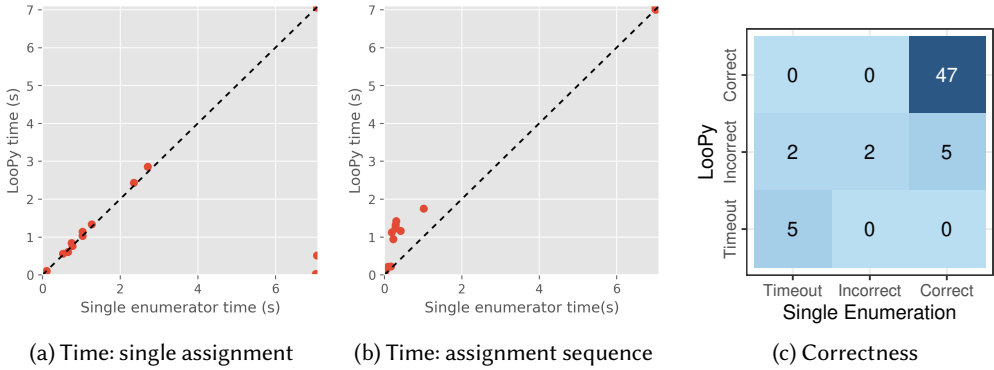 7
6
5
4
3
2
1
0
LooPy time (s)
0 2 4 6
Single enumerator time (s)
(a) Time: single assignment
7
6
5
4
3
2
1
0
LooPy time (s)
0 2 4 6
Single enumerator time(s)
(b) Time: assignment sequence
LooPy
Correct
0 0 47
Incorrect
2 2 5
Timeout
5 0 0
Timeout Incorrect Correct
Single Enumeration
(c) Correctness